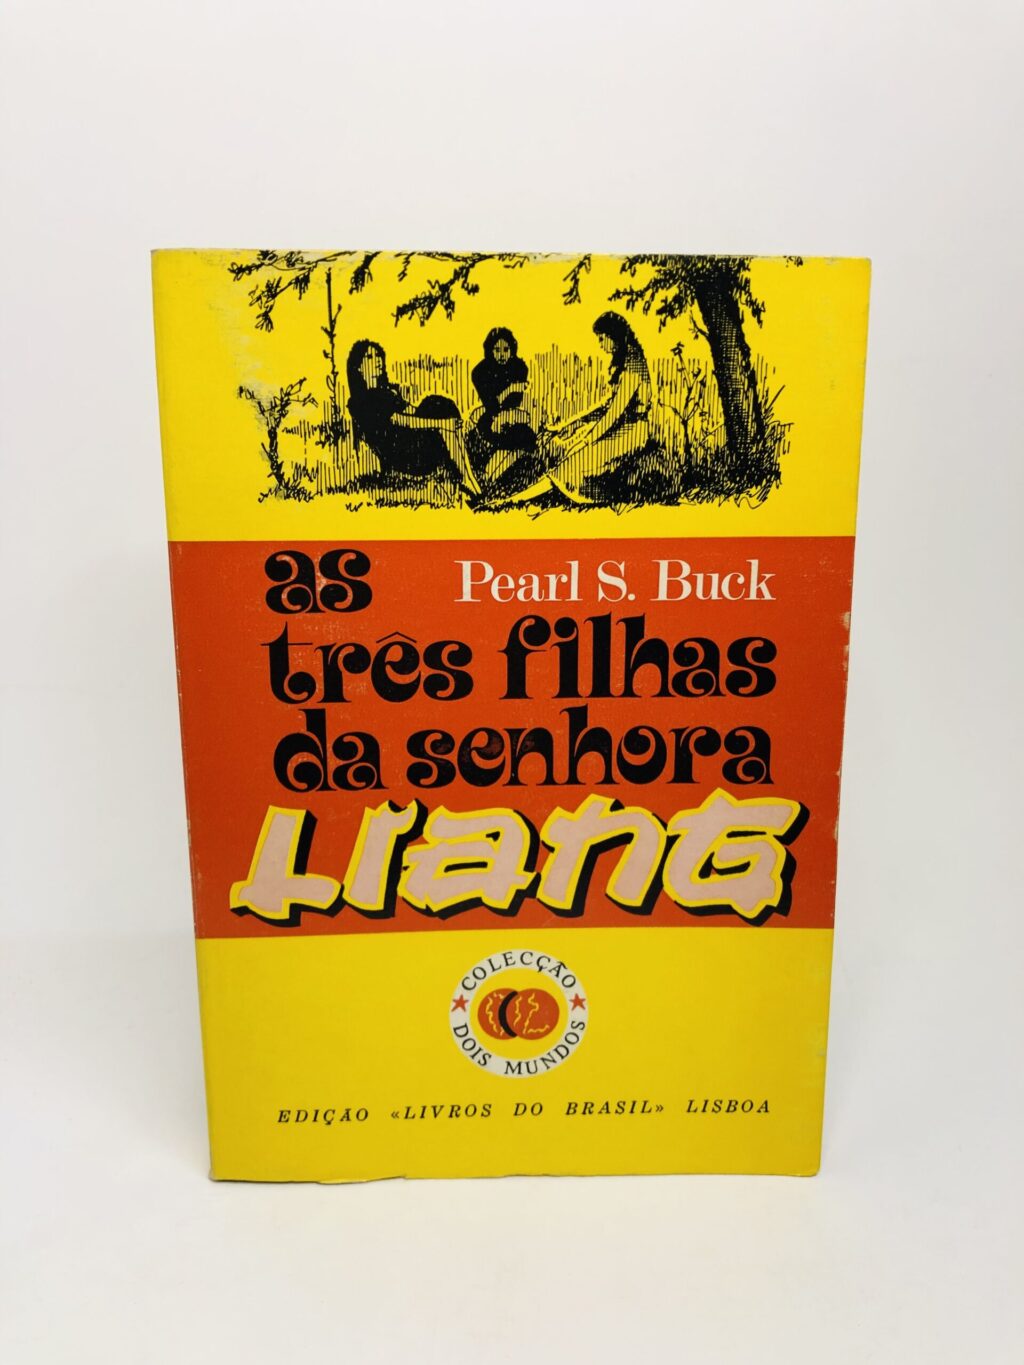 as
Pearl S. Buck
três filhas
da senhora
Liang
COLECÇÃO
DOIS MUNDOS
EDIÇÃO «LIVROS DO BRASIL» LISBOA